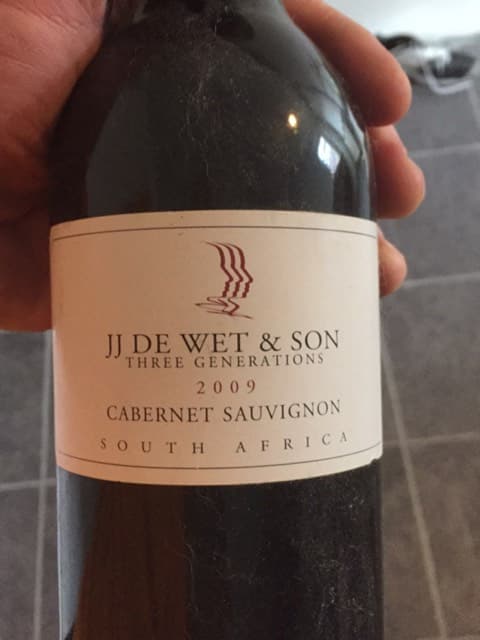 JJ DE WET & SON
THREE GENERATIONS
2009
CABERNET SAUVIGNON
SOUTH AFRICA